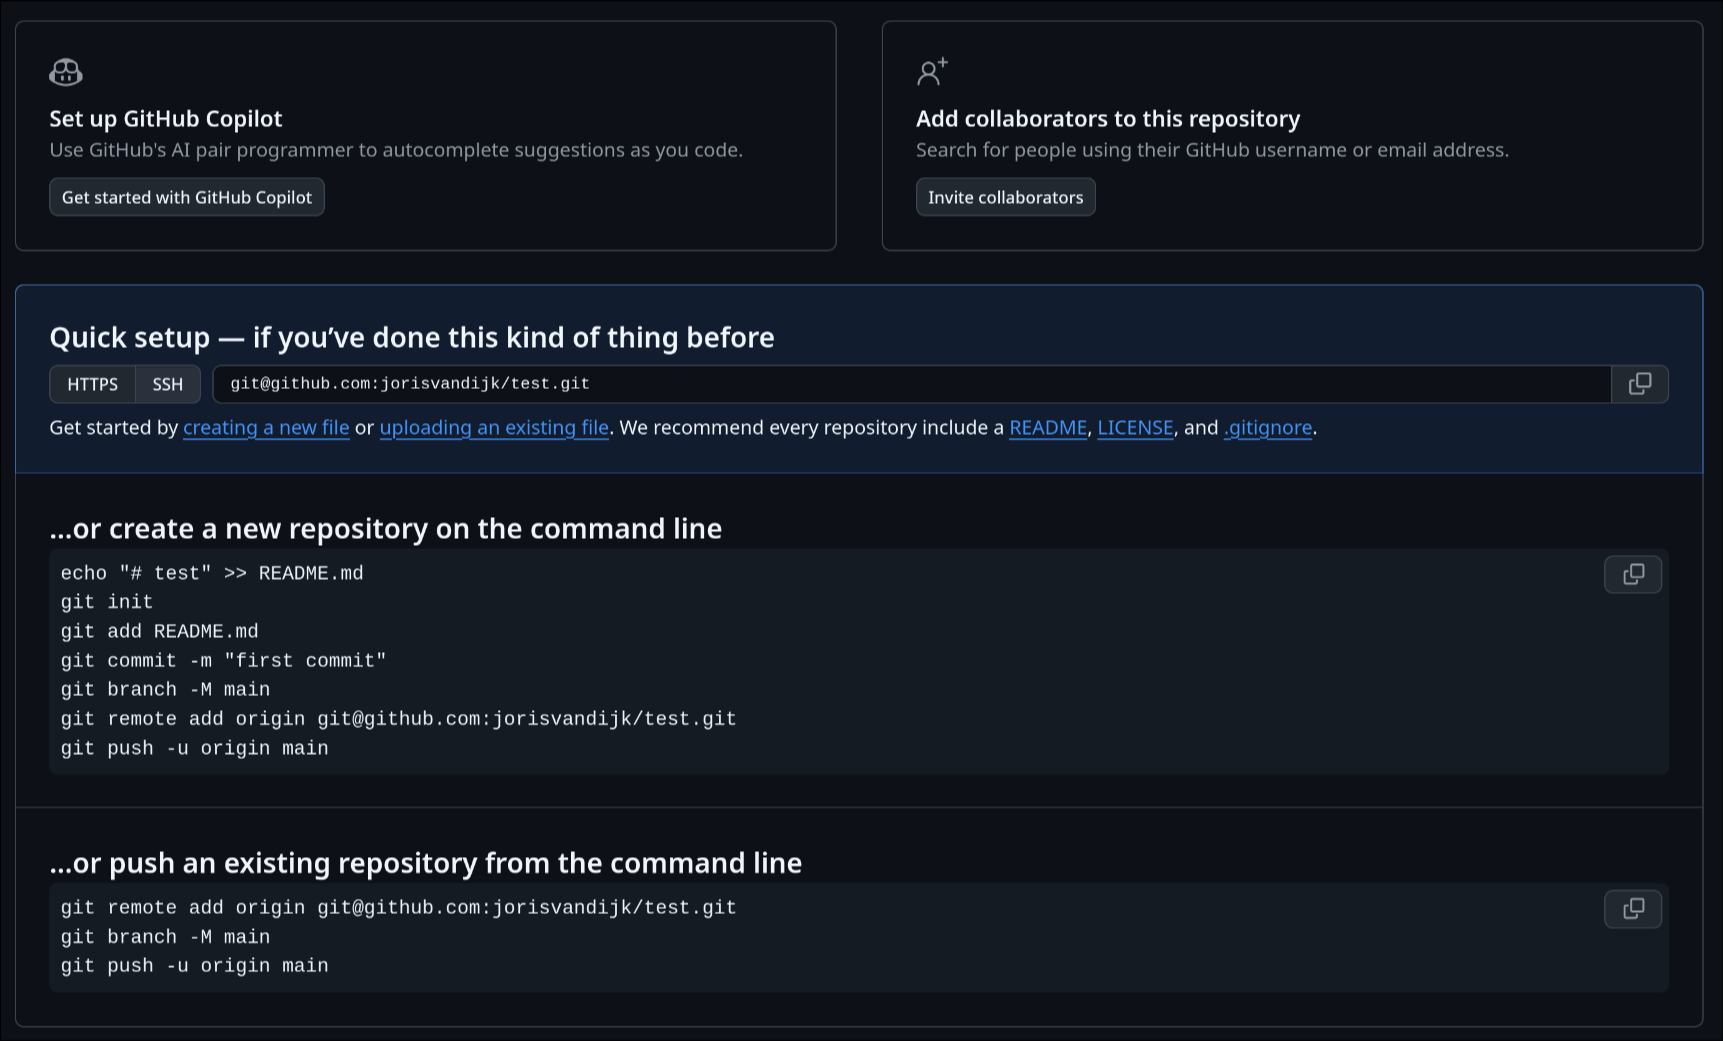 Set up GitHub Copilot
Use GitHub's AI pair programmer to autocomplete suggestions as you code.
Get started with GitHub Copilot
Add collaborators to this repository
Search for people using their GitHub username or email address.
Invite collaborators
Quick setup — if you’ve done this kind of thing before
HTTPS SSH git@github.com:jorisvandijk/test.git
Get started by creating a new file or uploading an existing file. We recommend every repository include a README, LICENSE, and .gitignore.
…or create a new repository on the command line
echo "# test" >> README.md
git init
git add README.md
git commit -m "first commit"
git branch -M main
git remote add origin git@github.com:jorisvandijk/test.git
git push -u origin main
…or push an existing repository from the command line
git remote add origin git@github.com:jorisvandijk/test.git
git branch -M main
git push -u origin main